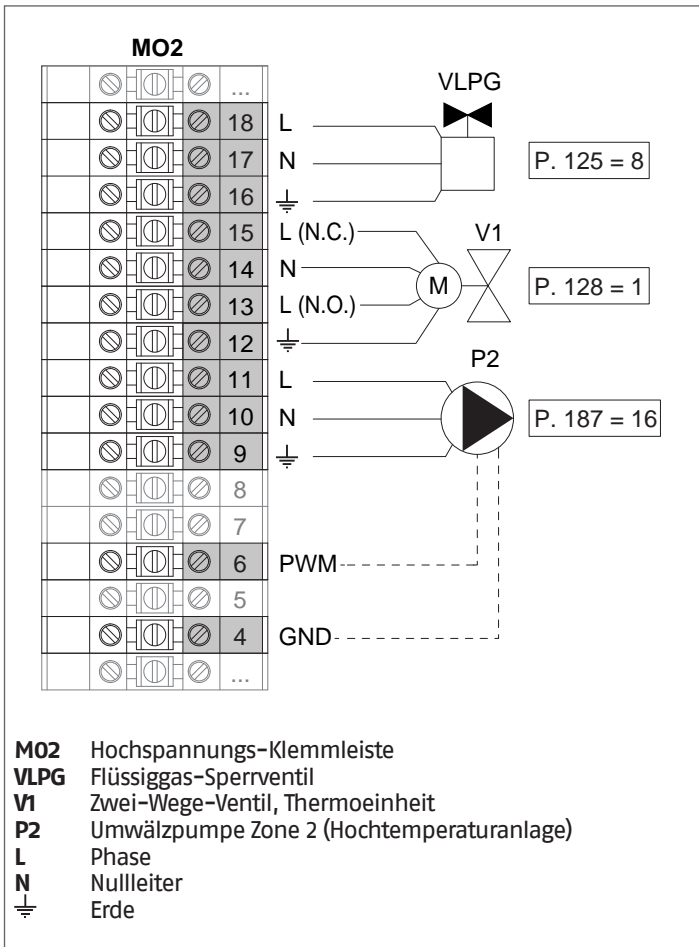 MO2
...
VLPG
18 L
17 N P. 125 = 8
16
15 L (N.C.) V1
14 N M P. 128 = 1
13 L (N.O.)
12
P2
11 L
10 N P. 187 = 16
9
8
7
6 PWM
5
4 GND
...
M02 Hochspannungs-Klemmleiste
VLPG Flüssiggas-Sperrventil
V1 Zwei-Wege-Ventil, Thermoeinheit
P2 Umwälzpumpe Zone 2 (Hochtemperaturanlage)
L Phase
N Nullleiter
⏚ Erde